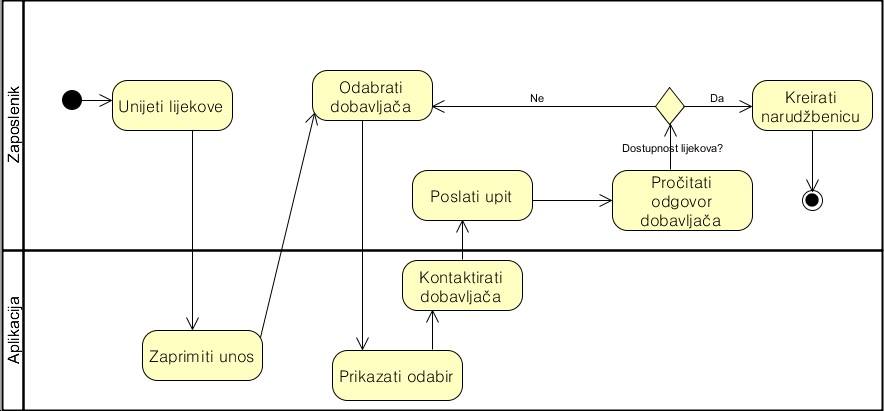 Zaposlenik
Unijeti lijekove
Odabrati
dobavljača
Ne
Da
Kreirati
narudžbenicu
Dostupnost lijekova?
Poslati upit
Pročitati
odgovor
dobavljača
Aplikacija
Kontaktirati
dobavljača
Zaprimiti unos
Prikazati odabir